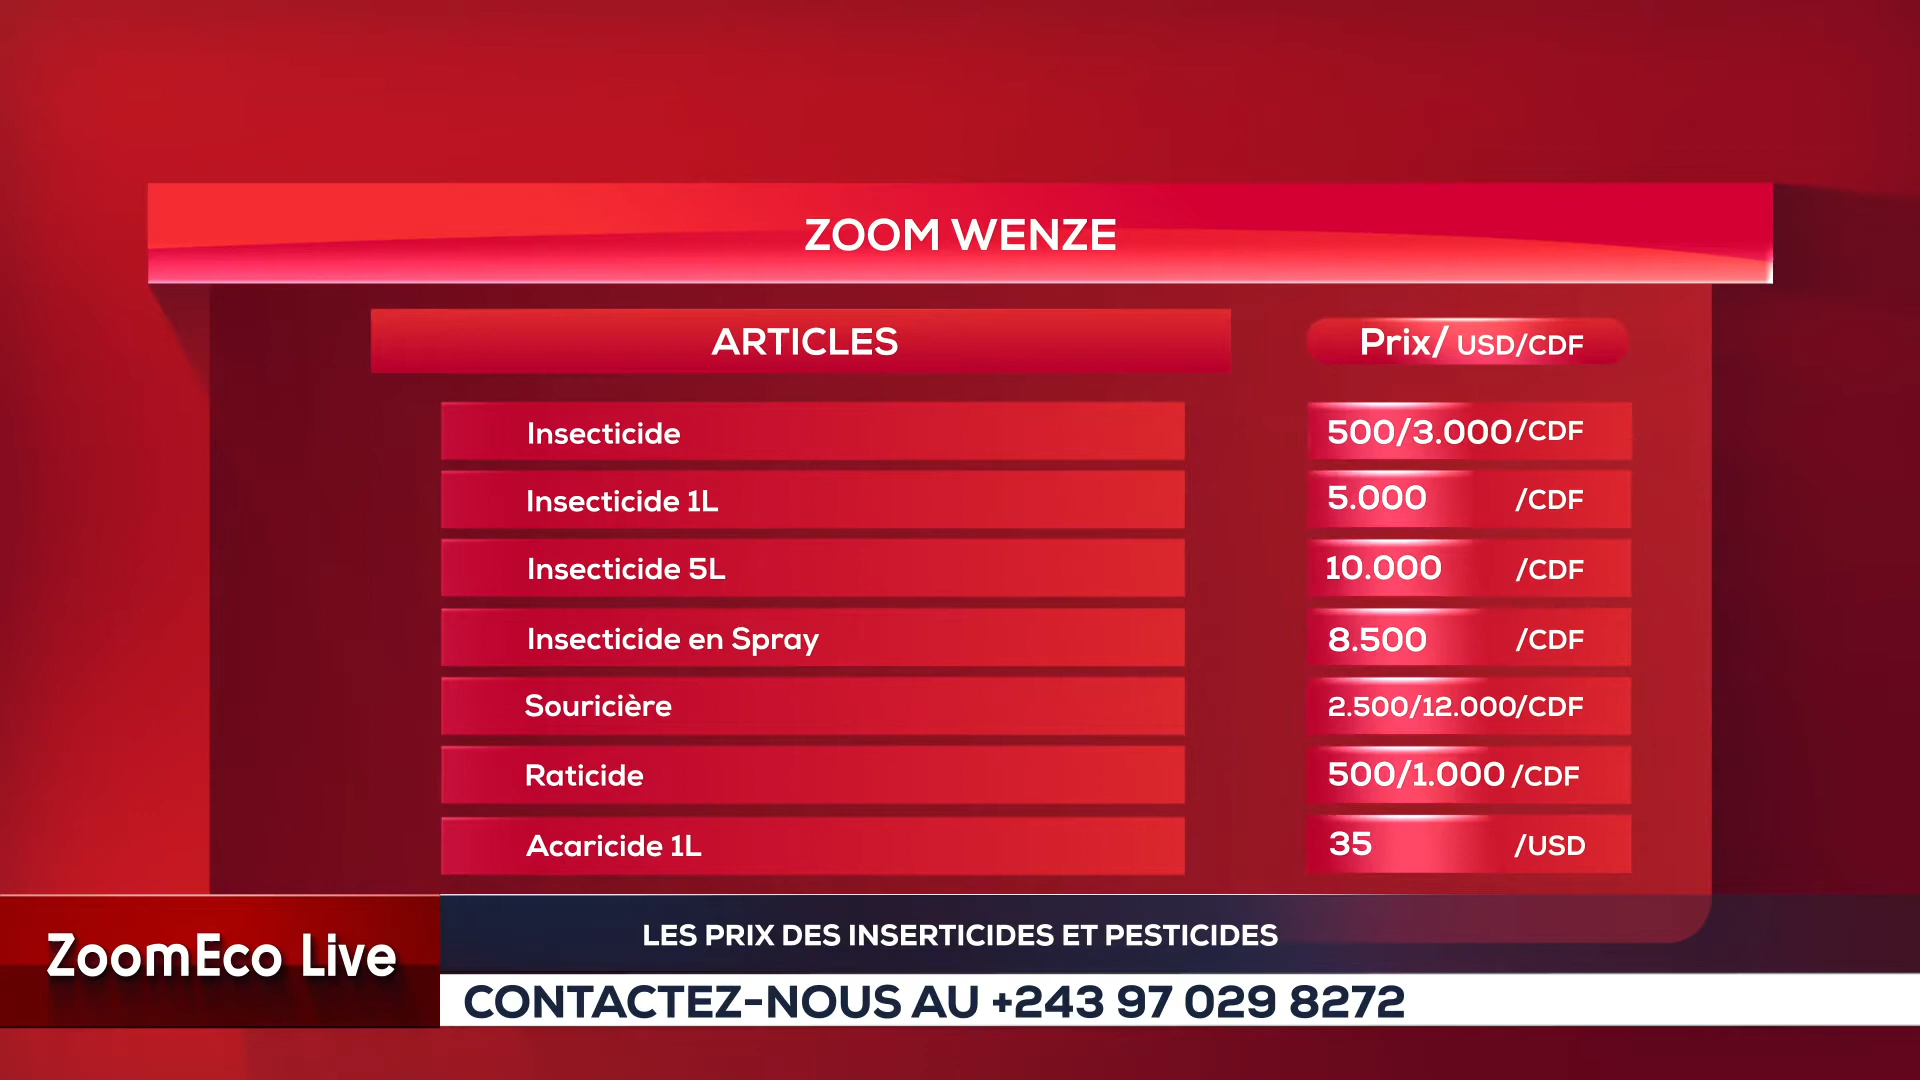 ZOOM WENZE
ARTICLES Prix/ USD/CDF
Insecticide 500/3.000/CDF
Insecticide 1L 5.000 /CDF
Insecticide 5L 10.000 /CDF
Insecticide en Spray 8.500 /CDF
Souricière 2.500/12.000/CDF
Raticide 500/1.000 /CDF
Acaricide 1L 35 /USD
LES PRIX DES INSERTICIDES ET PESTICIDES
ZoomEco Live
CONTACTEZ-NOUS AU +243 97 029 8272